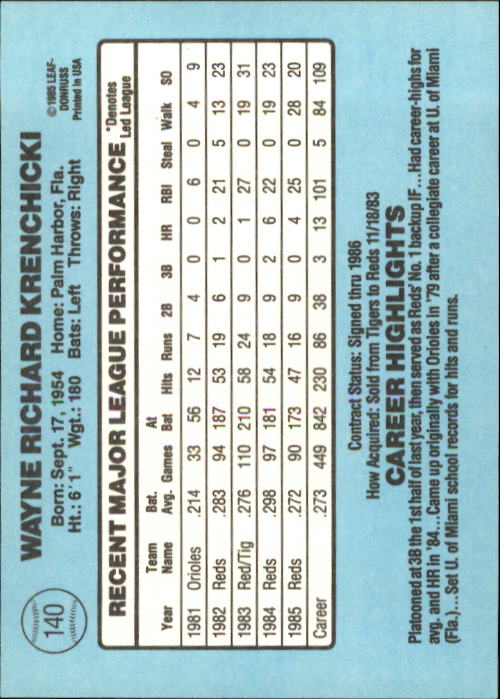 140
WAYNE RICHARD KRENCHICKI
Born: Sept. 17, 1954 Home: Palm Harbor, Fla.
Ht.: 6'1" Wgt.: 180 Bats: Left Throws: Right
©1985 LEAF-
DONRUSS
Printed in USA
RECENT MAJOR LEAGUE PERFORMANCE
*Denotes
Led League
Team Bat. At
Year Name Avg. Games Bat Hits Runs 2B 3B HR RBI Steal Walk SO
1981 Orioles .214 33 56 12 7 4 0 0 6 0 4 9
1982 Reds .283 94 187 53 19 6 1 2 21 5 13 23
1983 Red/Tig .276 110 210 58 24 9 0 1 27 0 19 31
1984 Reds .298 97 181 54 18 9 2 6 22 0 19 23
1985 Reds .272 90 173 47 16 9 0 4 25 0 28 20
Career .273 449 842 230 86 38 3 13 101 5 84 109
Contract Status: Signed thru 1986
How Acquired: Sold from Tigers to Reds 11/18/83
CAREER HIGHLIGHTS
Platooned at 3B the 1st half of last year, then served as Reds' No. 1 backup IF...Had career-highs for
avg. and HR in '84...Came up originally with Orioles in '79 after a collegiate career at U. of Miami
(Fla.)...Set U. of Miami school records for hits and runs.